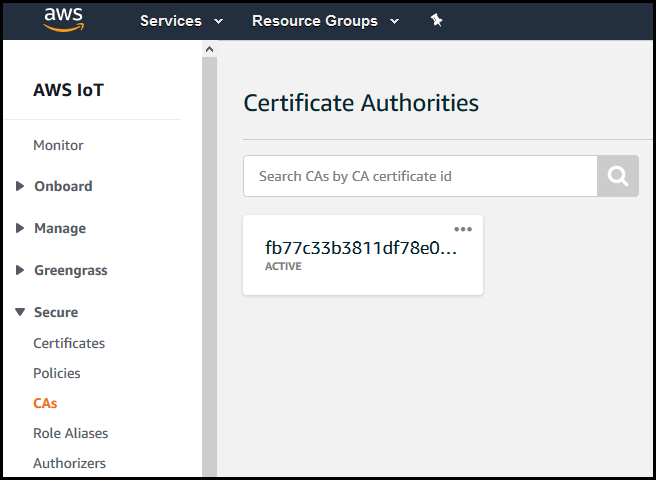 aws Services Resource Groups
AWS IoT
Monitor
Onboard
Manage
Greengrass
Secure
Certificates
Policies
CAs
Role Aliases
Authorizers
Certificate Authorities
Search CAs by CA certificate id
fb77c33b3811df78e0...
ACTIVE